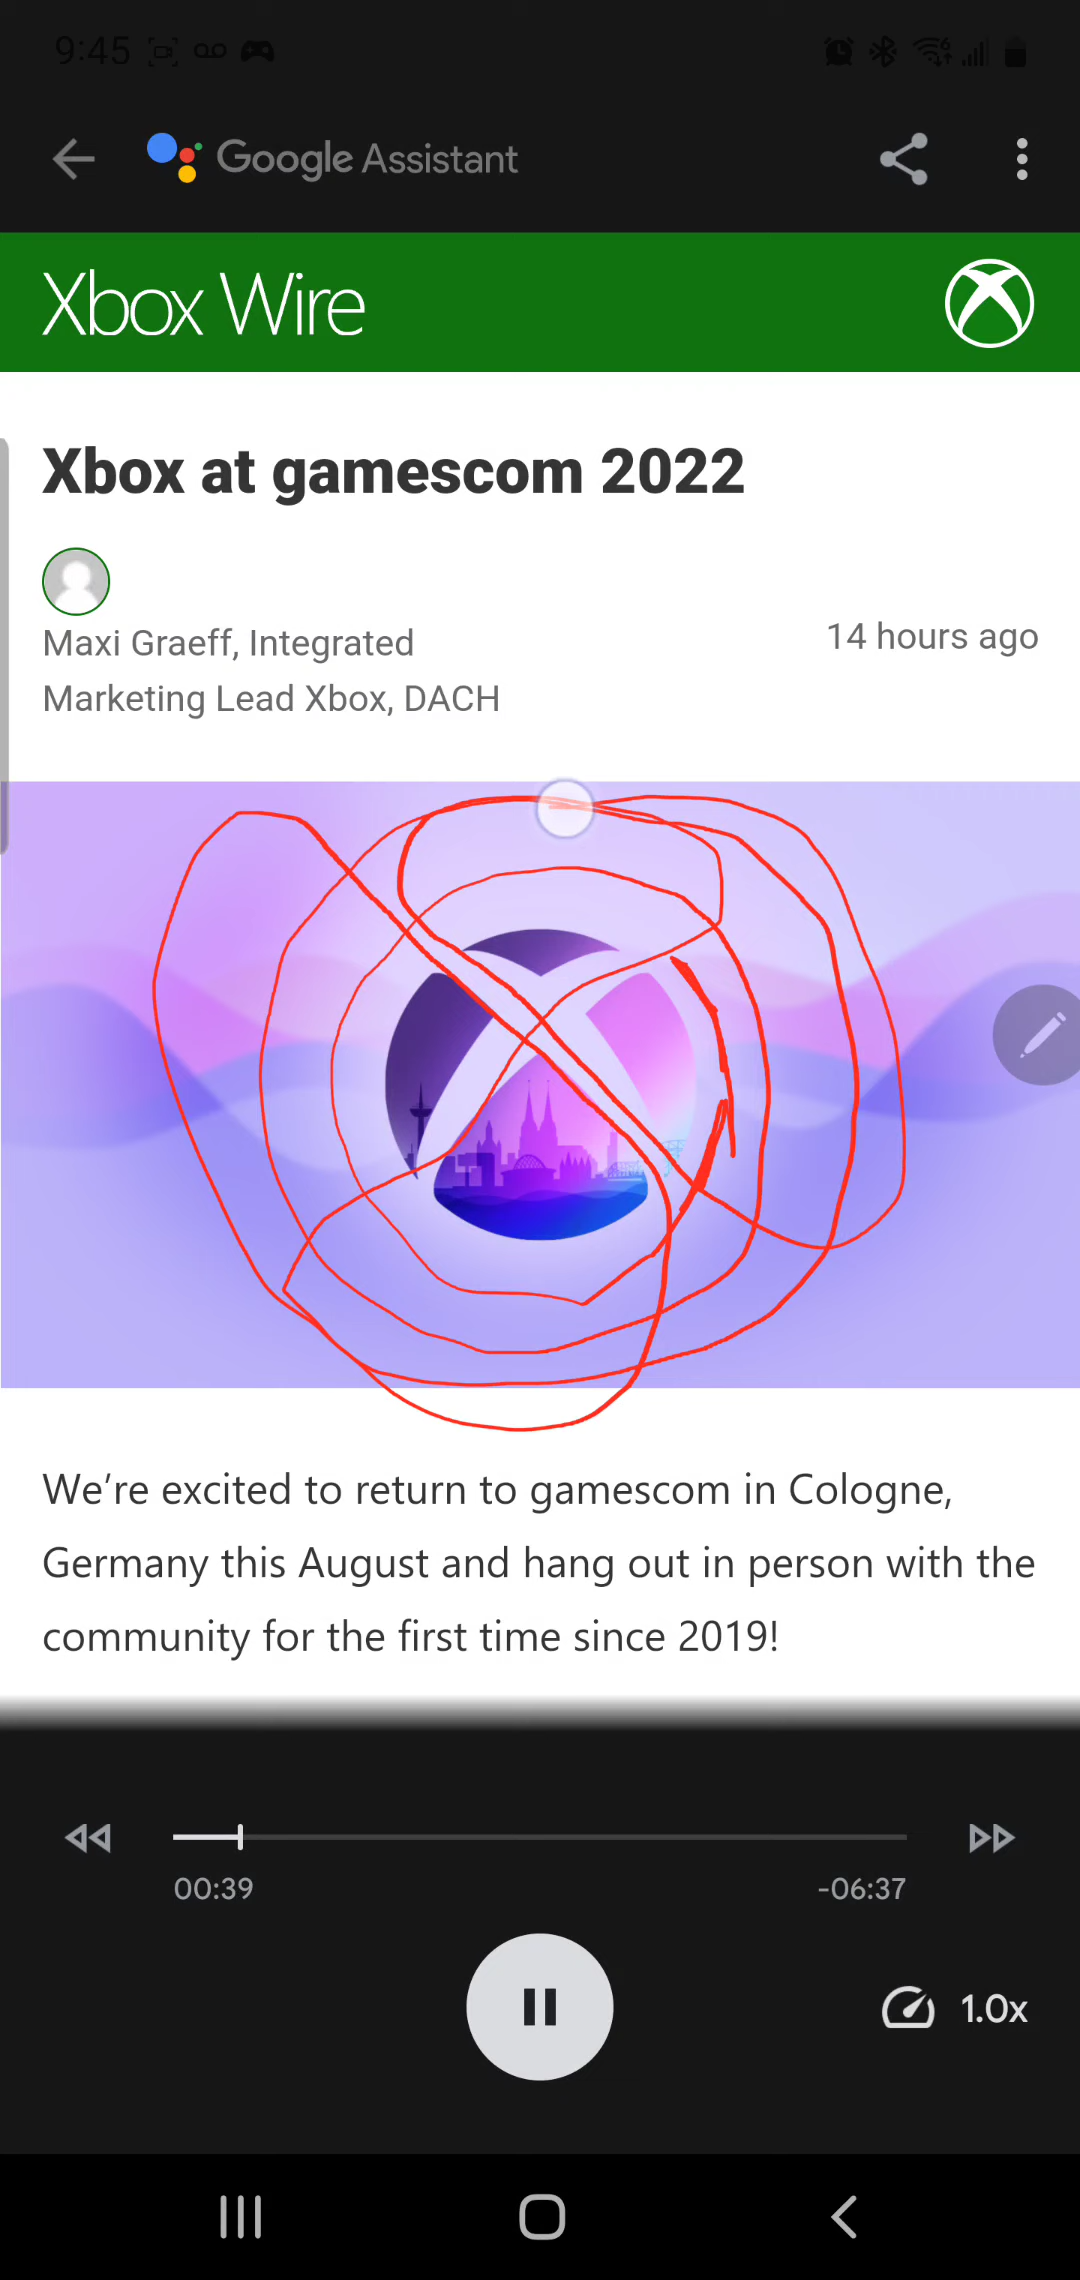 9:45
Google Assistant
Xbox Wire
Xbox at gamescom 2022
Maxi Graeff, Integrated
Marketing Lead Xbox, DACH
14 hours ago
We’re excited to return to gamescom in Cologne,
Germany this August and hang out in person with the
community for the first time since 2019!
00:39
-06:37
1.0x